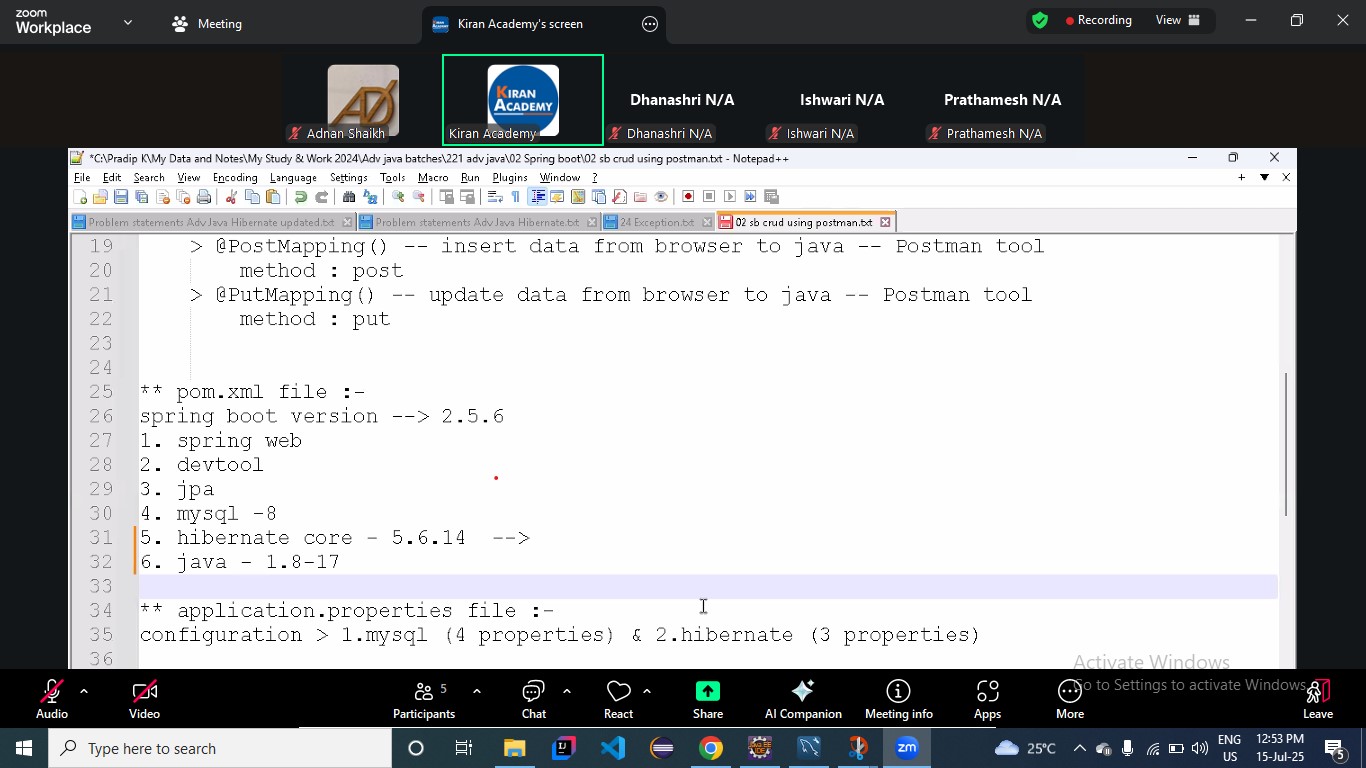 zoom
Workplace
Meeting
Kiran Academy's screen
Recording
View
Adnan Shaikh
KIRAN
ACADEMY
Kiran Academy
Dhanashri N/A
Dhanashri N/A
Ishwari N/A
Ishwari N/A
Prathamesh N/A
Prathamesh N/A
*C:\Pradip K\My Data and Notes\My Study & Work 2024\Adv java batches\221 adv java\02 Spring boot\02 sb crud using postman.txt - Notepad++
File Edit Search View Encoding Language Settings Tools Macro Run Plugins Window ?
Problem statements Adv Java Hibernate updated.txt Problem statements Adv Java Hibernate.txt 24 Exception.txt 02 sb crud using postman.txt
19 > @PostMapping() -- insert data from browser to java -- Postman tool
20 method : post
21 > @PutMapping() -- update data from browser to java -- Postman tool
22 method : put
23
24
25 ** pom.xml file :-
26 spring boot version --> 2.5.6
27 1. spring web
28 2. devtool
29 3. jpa
30 4. mysql -8
31 5. hibernate core - 5.6.14 -->
32 6. java - 1.8-17
33
34 ** application.properties file :-
35 configuration > 1.mysql (4 properties) & 2.hibernate (3 properties)
36
Activate Windows
Go to Settings to activate Windows.
Audio
Video
Participants
5
Chat
React
Share
AI Companion
Meeting info
Apps
More
Leave
Type here to search
zm
25°C
ENG
US
12:53 PM
15-Jul-25
5